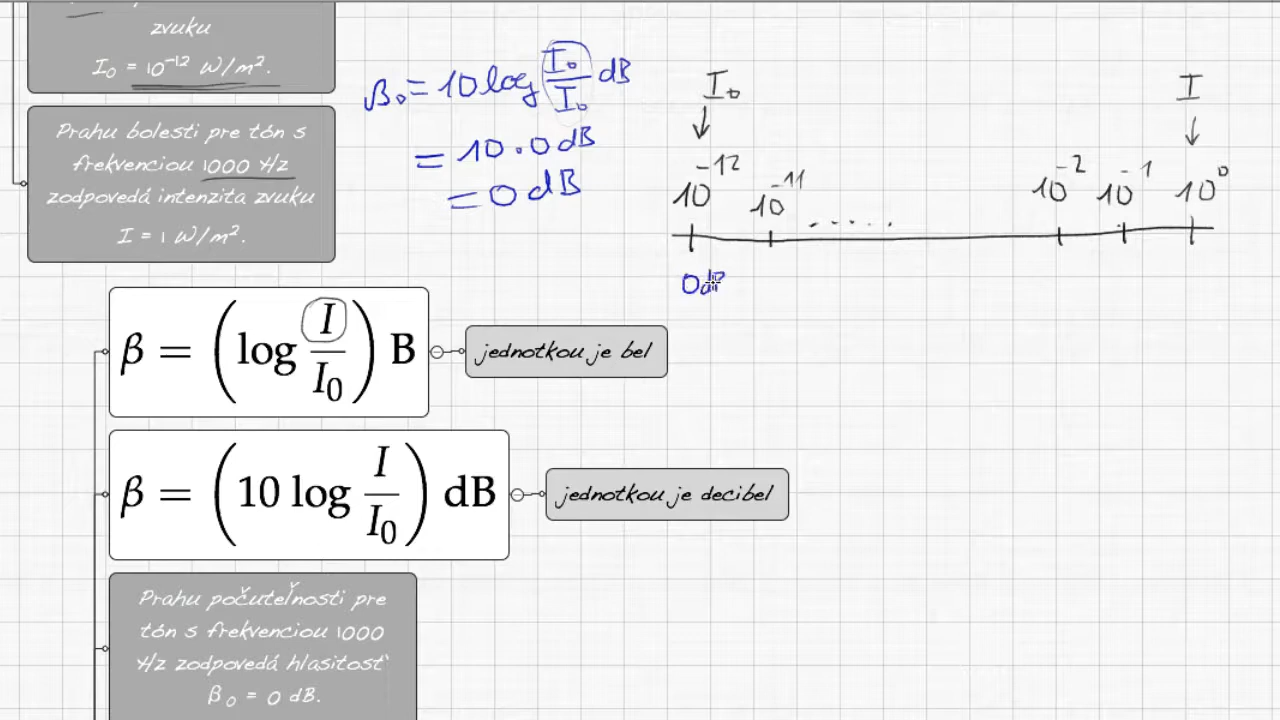 zvuku
I₀ = 10⁻¹² W/m².
Prahu bolesti pre tón s
frekvenciou 1000 Hz
zodpovedá intenzita zvuku
I = 1 W/m².
β₀ = 10 log I₀/I₀ dB
= 10 . 0 dB
= 0 dB
I₀ I
10⁻¹² 10⁻¹¹ ..... 10⁻² 10⁻¹ 10⁰
0dB
β = (log I/I₀) B
jednotkou je bel
β = (10 log I/I₀) dB
jednotkou je decibel
Prahu počuteľnosti pre
tón s frekvenciou 1000
Hz zodpovedá hlasitosť
β₀ = 0 dB.